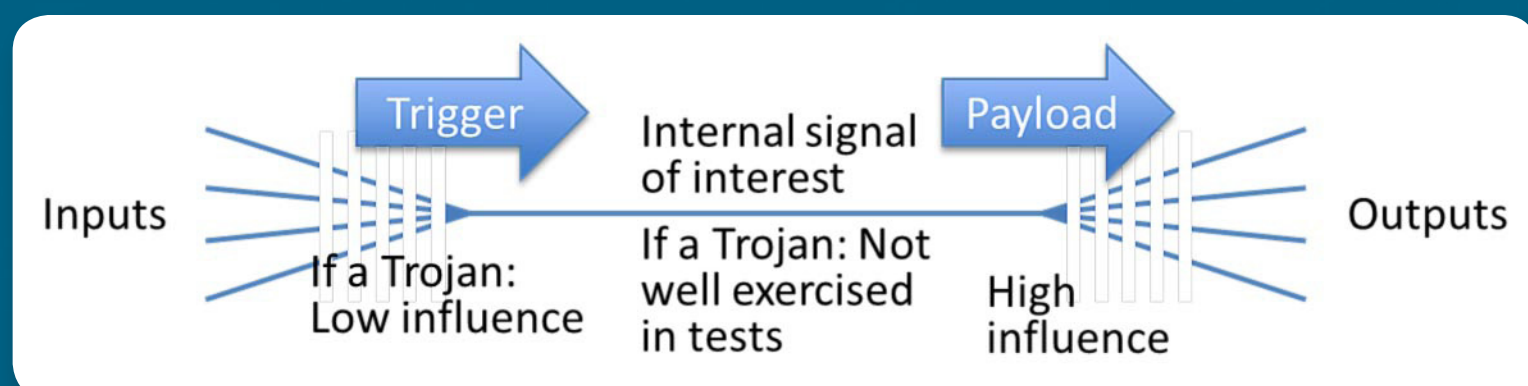 Trigger
Payload
Internal signal
of interest
Inputs
Outputs
If a Trojan:
Low influence
If a Trojan: Not
well exercised
in tests
High
influence